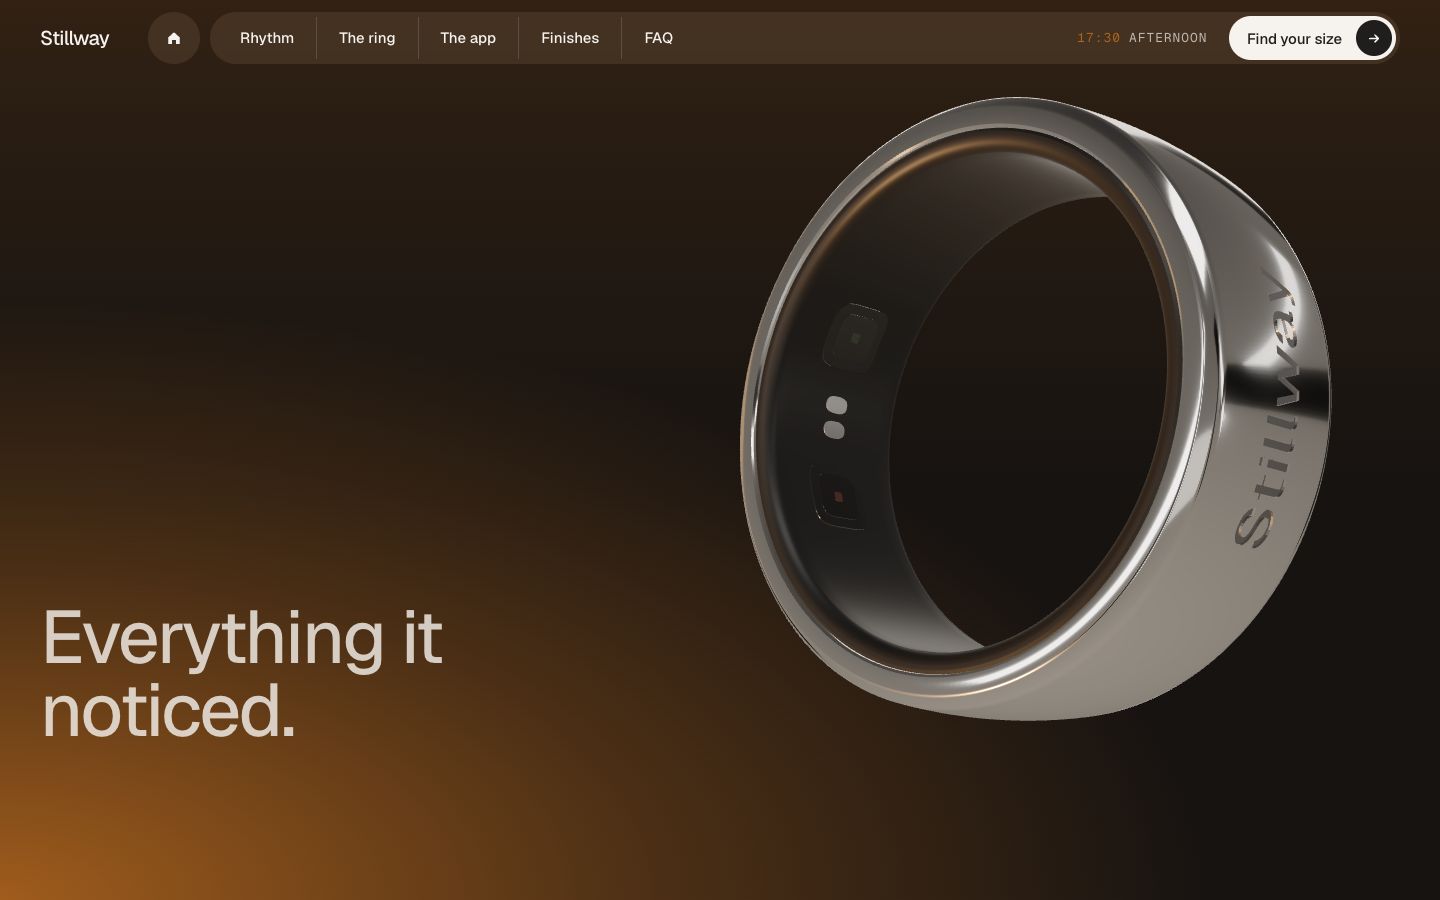 Stillway
Rhythm
The ring
The app
Finishes
FAQ
17:30 AFTERNOON
Find your size
Stillway
Everything it
noticed.